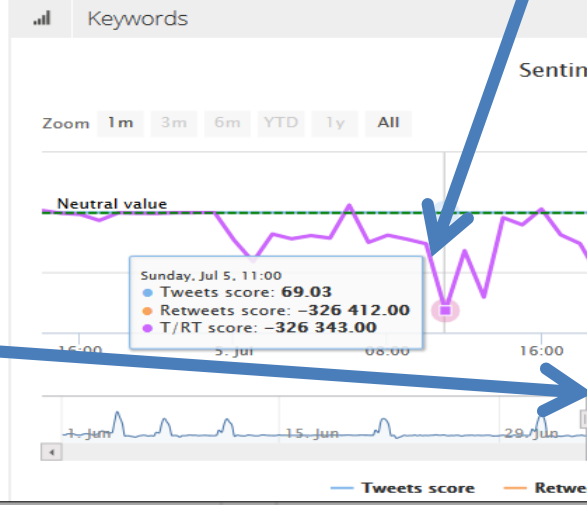 Keywords
Sentin
Zoom 1m 3m 6m YTD 1y All
Neutral value
Sunday, Jul 5, 11:00
Tweets score: 69.03
Retweets score: −326 412.00
T/RT score: −326 343.00
16:00 5. Jul 08:00 16:00
1. Jun 15. Jun 29. Jun
Tweets score Retwe